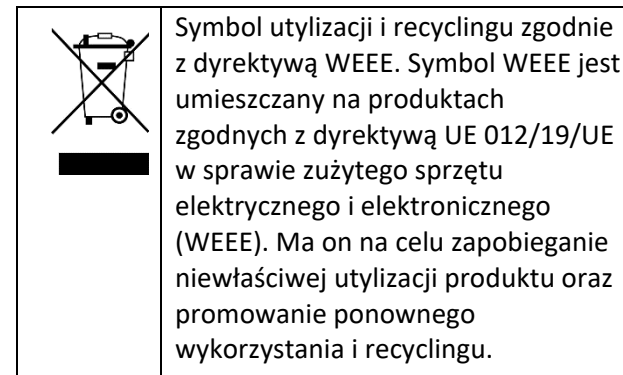 Symbol utylizacji i recyclingu zgodnie
z dyrektywą WEEE. Symbol WEEE jest
umieszczany na produktach
zgodnych z dyrektywą UE 012/19/UE
w sprawie zużytego sprzętu
elektrycznego i elektronicznego
(WEEE). Ma on na celu zapobieganie
niewłaściwej utylizacji produktu oraz
promowanie ponownego
wykorzystania i recyclingu.